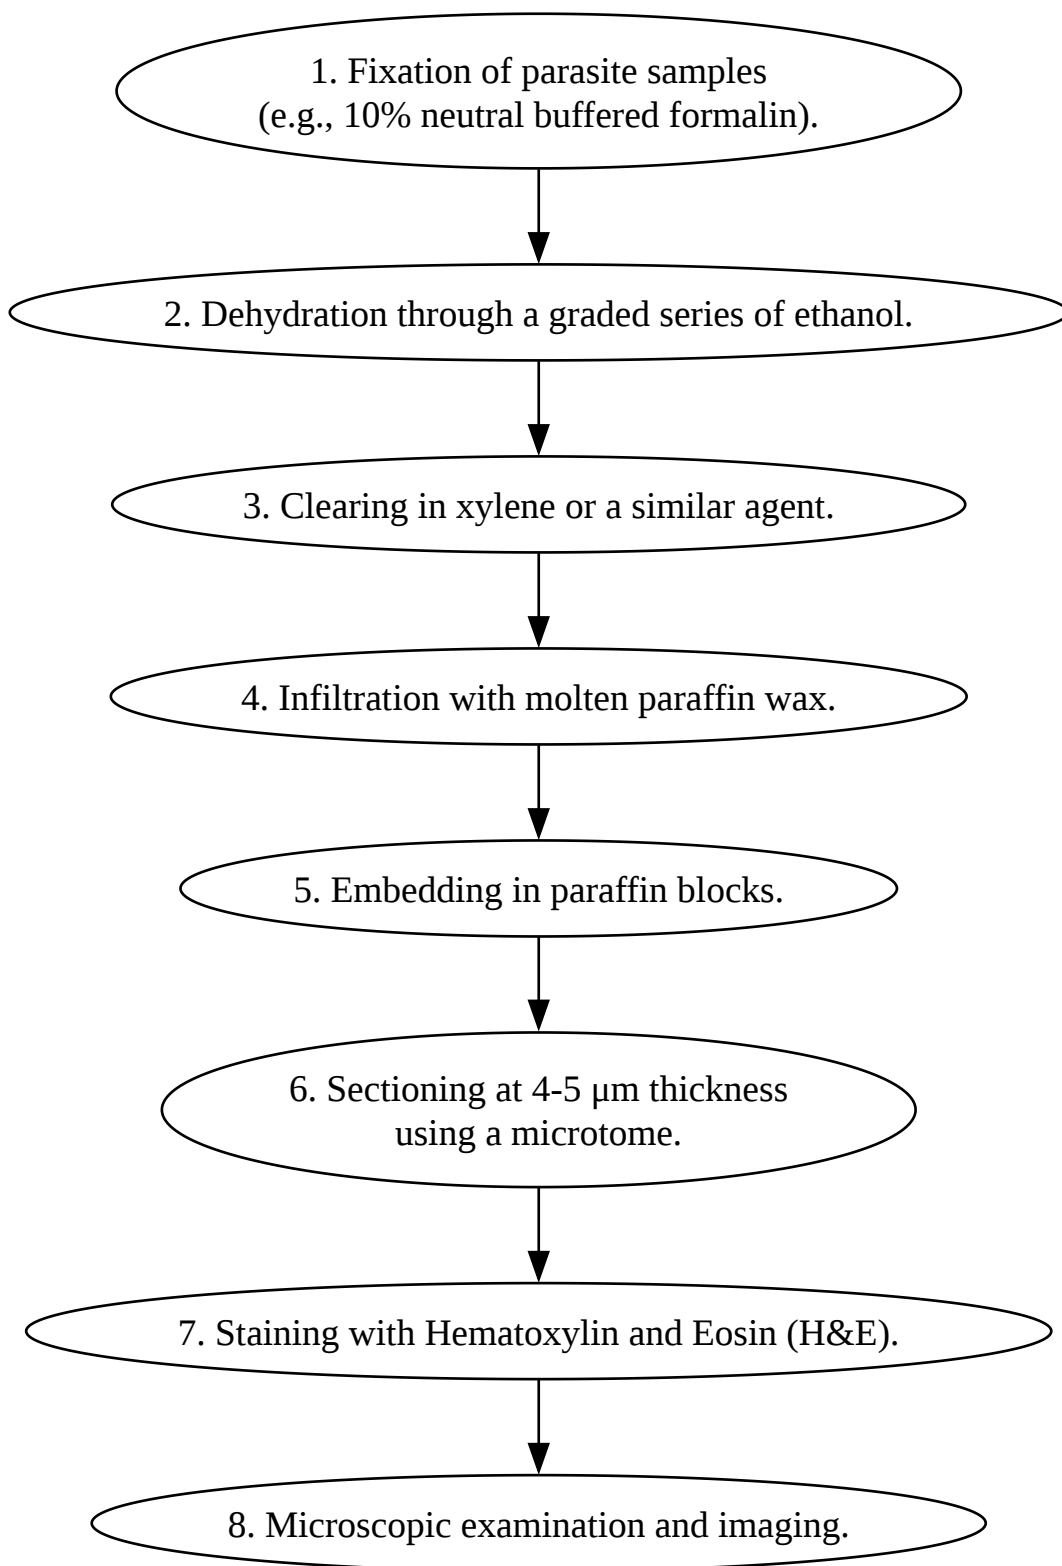 1. Fixation of parasite samples
(e.g., 10% neutral buffered formalin).
2. Dehydration through a graded series of ethanol.
3. Clearing in xylene or a similar agent.
4. Infiltration with molten paraffin wax.
5. Embedding in paraffin blocks.
6. Sectioning at 4-5 μm thickness
using a microtome.
7. Staining with Hematoxylin and Eosin (H&E).
8. Microscopic examination and imaging.